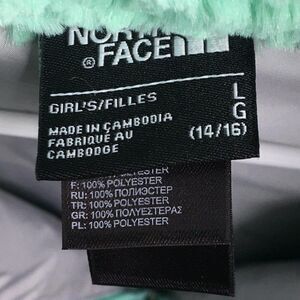 NORTH
FACE
®
GIRL'S/FILLES
L
G
(14/16)
MADE IN CAMBODIA
FABRIQUE AU
CAMBODGE
F: 100% POLYESTER
RU: 100% ПОЛИЭСТЕР
TR: 100% POLYESTER
GR: 100% ΠΟΛΥΕΣΤΕΡΑΣ
PL: 100% POLYESTER